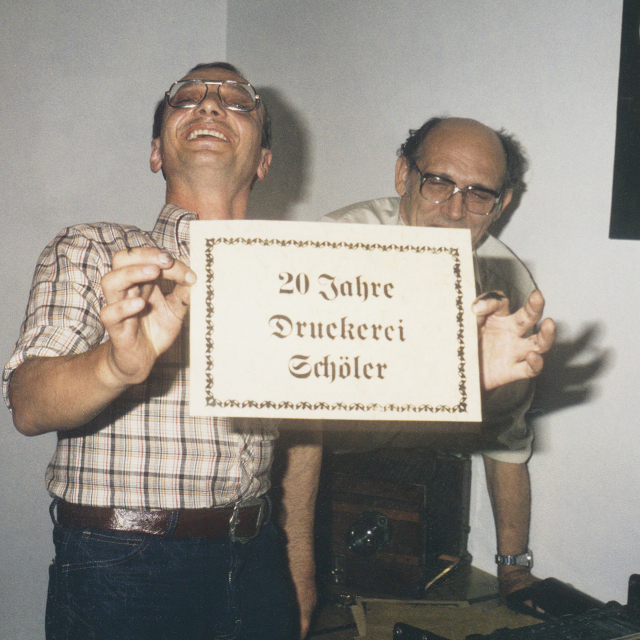 20 Jahre
Druckerei
Schöler